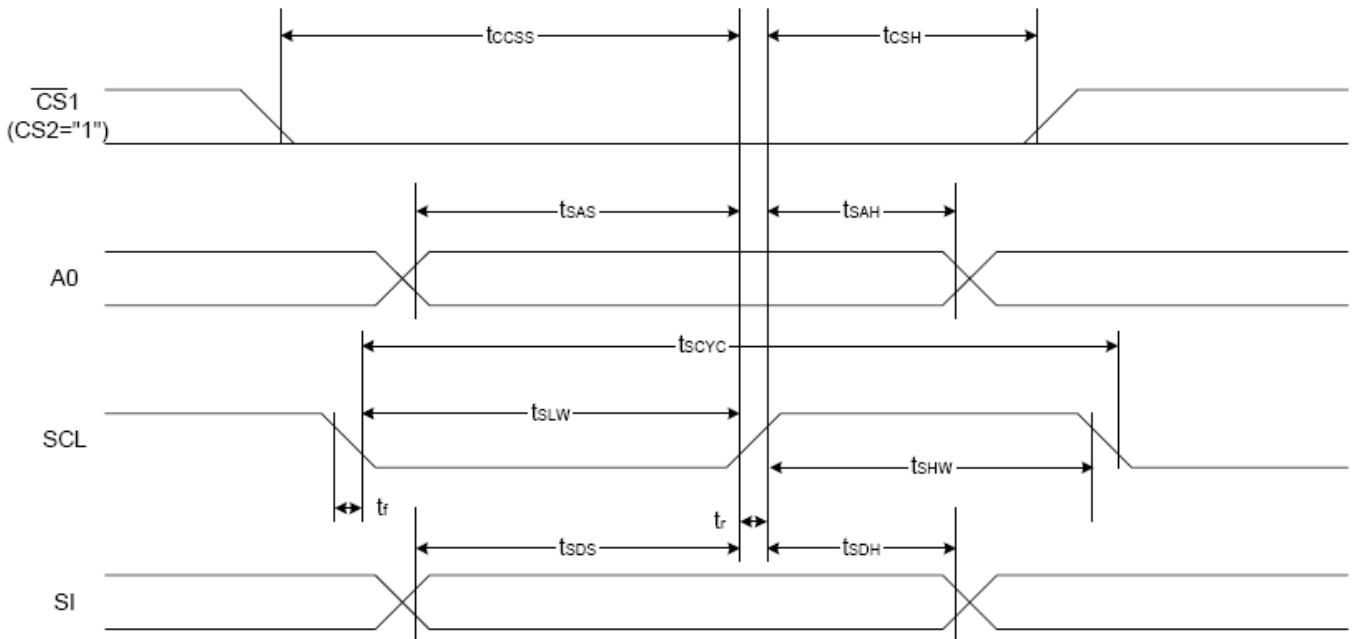 tCCSS
tCSH
CS1
(CS2="1")
tSAS
tSAH
A0
tSCYC
tSLW
SCL
tSHW
tf
tr
tSDS
tSDH
SI